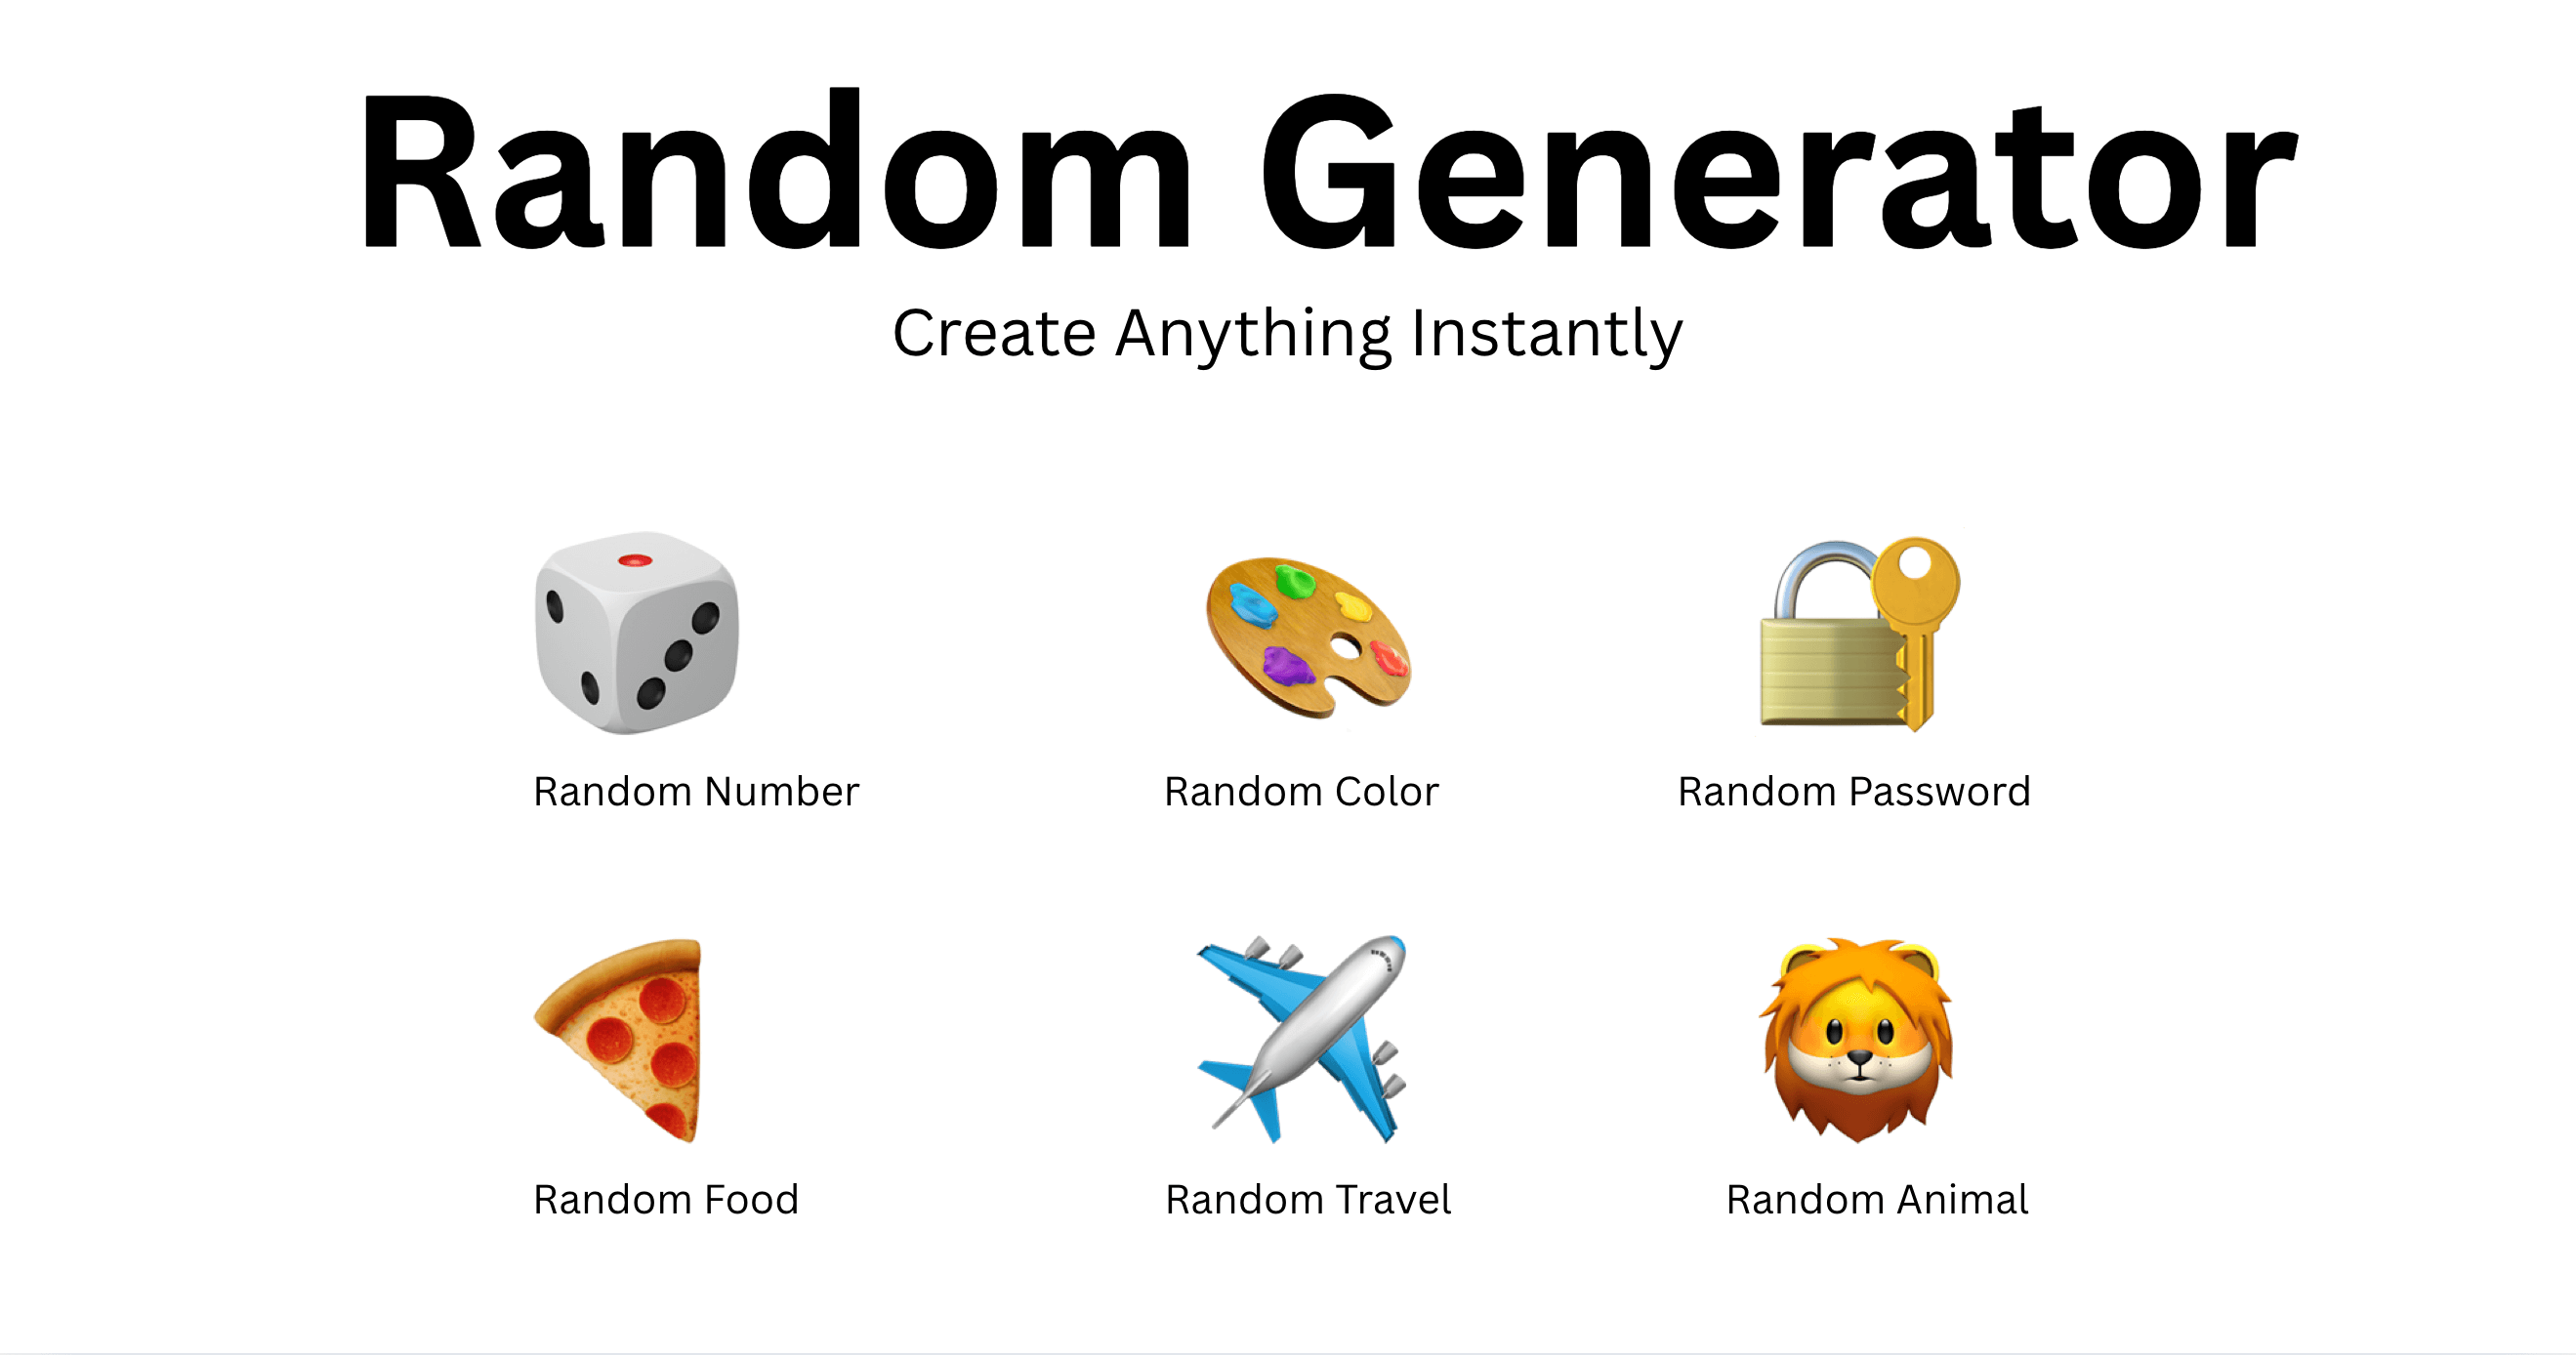 Random Generator
Create Anything Instantly
Random Number
Random Color
Random Password
Random Food
Random Travel
Random Animal